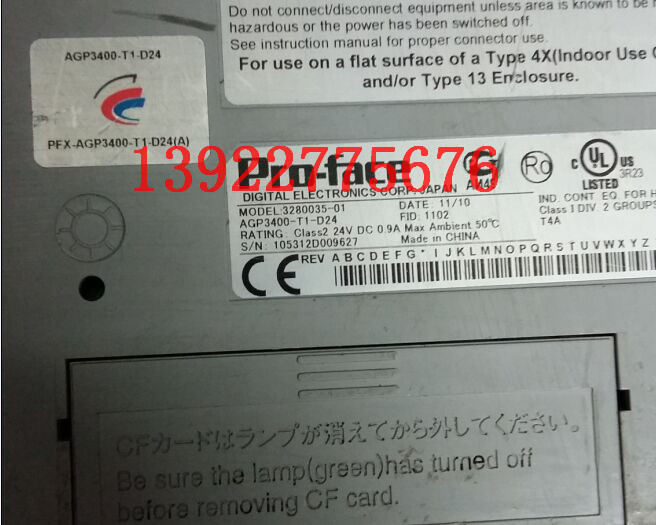 Do not connect/disconnect equipment unless area is known to be
hazardous or the power has been switched off.
See instruction manual for proper connector use.
For use on a flat surface of a Type 4X(Indoor Use
and/or Type 13 Enclosure.
AGP3400-T1-D24
PFX-AGP3400-T1-D24(A)
13922775676
Pro-face
DIGITAL ELECTRONICS CORP. JAPAN
MODEL:3280035-01
DATE: 11/10
AGP3400-T1-D24
FID: 1102
RATING: Class2 24V DC 0.9A Max Ambient 50°C
S/N: 105312D009627
Made in CHINA
C UL US
LISTED
3R23
IND. CONT. EQ. FOR H
Class I DIV. 2 GROUPS
T4A
CE
REV A B C D E F G * I J K L M N O P Q R S T U V W X Y Z
CFカードはランプが消えてから外してください。
Be sure the lamp(green)has turned off
before removing CF card.